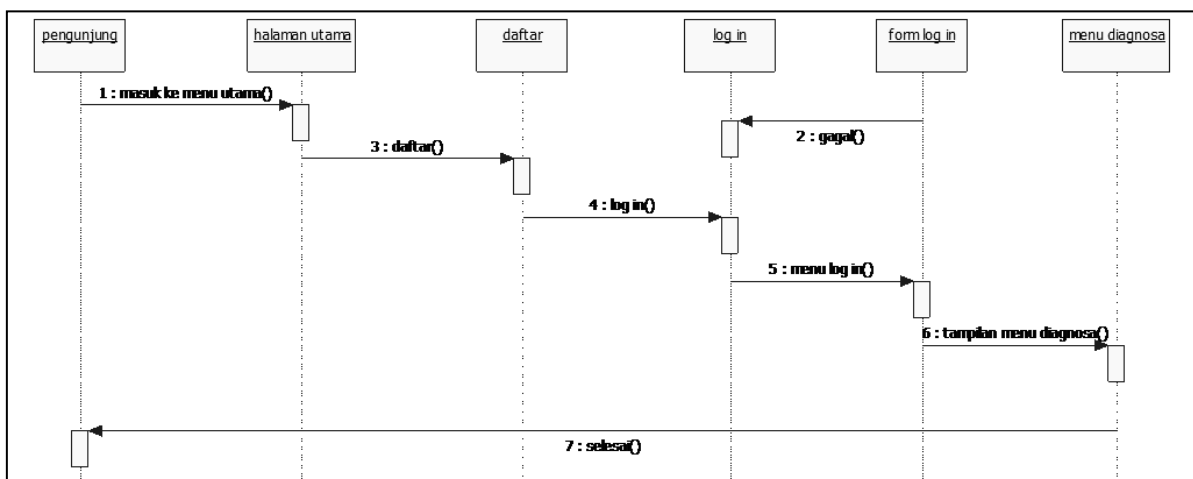 pengunjung
halaman utama
daftar
log in
form log in
menu diagnosa
1 : masuk ke menu utama()
2 : gagal()
3 : daftar()
4 : log in()
5 : menu log in()
6 : tampilan menu diagnosa()
7 : selesai()